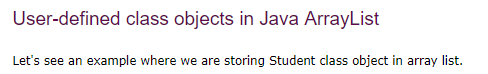 User-defined class objects in Java ArrayList
Let's see an example where we are storing Student class object in array list.